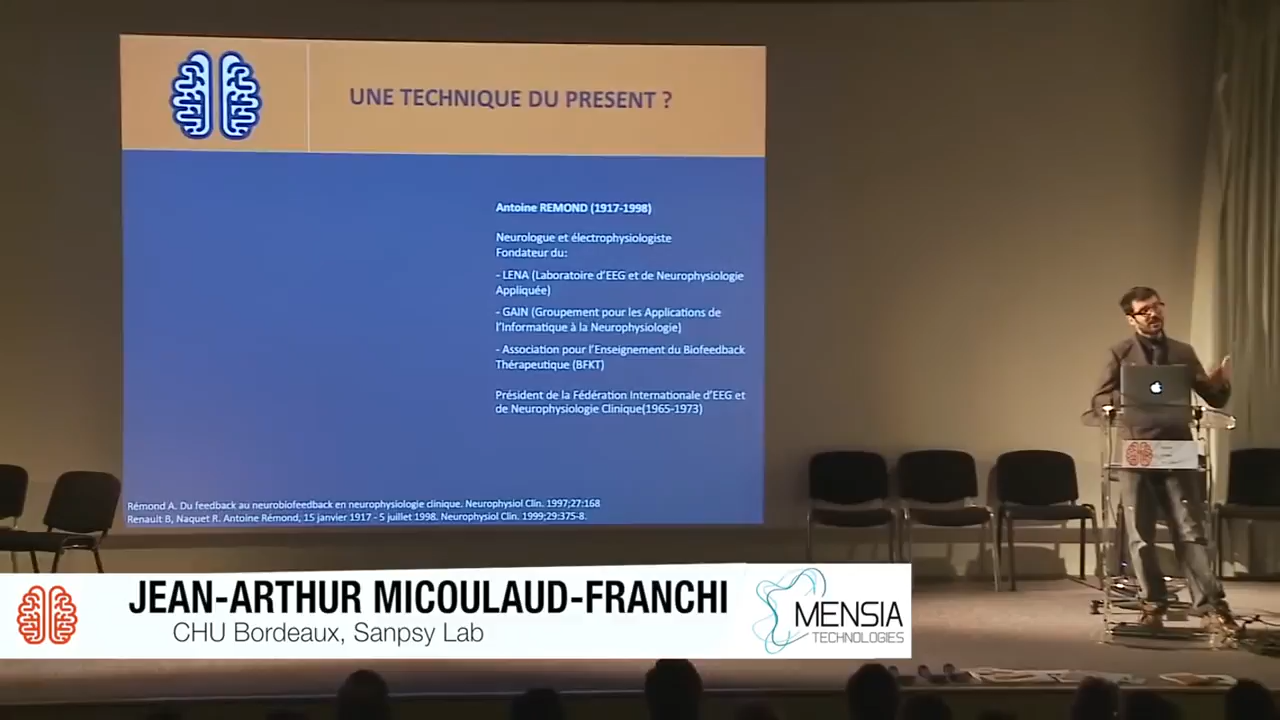 UNE TECHNIQUE DU PRESENT ?
Antoine REMOND (1917-1998)
Neurologue et électrophysiologiste
Fondateur du:
- LENA (Laboratoire d'EEG et de Neurophysiologie
Appliquée)
- GAIN (Groupement pour les Applications de
l'Informatique à la Neurophysiologie)
- Association pour l'Enseignement du Biofeedback
Thérapeutique (BFKT)
Président de la Fédération Internationale d'EEG et
de Neurophysiologie Clinique(1965-1973)
Rémond A. Du feedback au neurobiofeedback en neurophysiologie clinique. Neurophysiol Clin. 1997;27:168
Renault B, Naquet R. Antoine Rémond, 15 janvier 1917 - 5 juillet 1998. Neurophysiol Clin. 1999;29:375-8.
JEAN-ARTHUR MICOULAUD-FRANCHI
CHU Bordeaux, Sanpsy Lab
MENSIA
TECHNOLOGIES